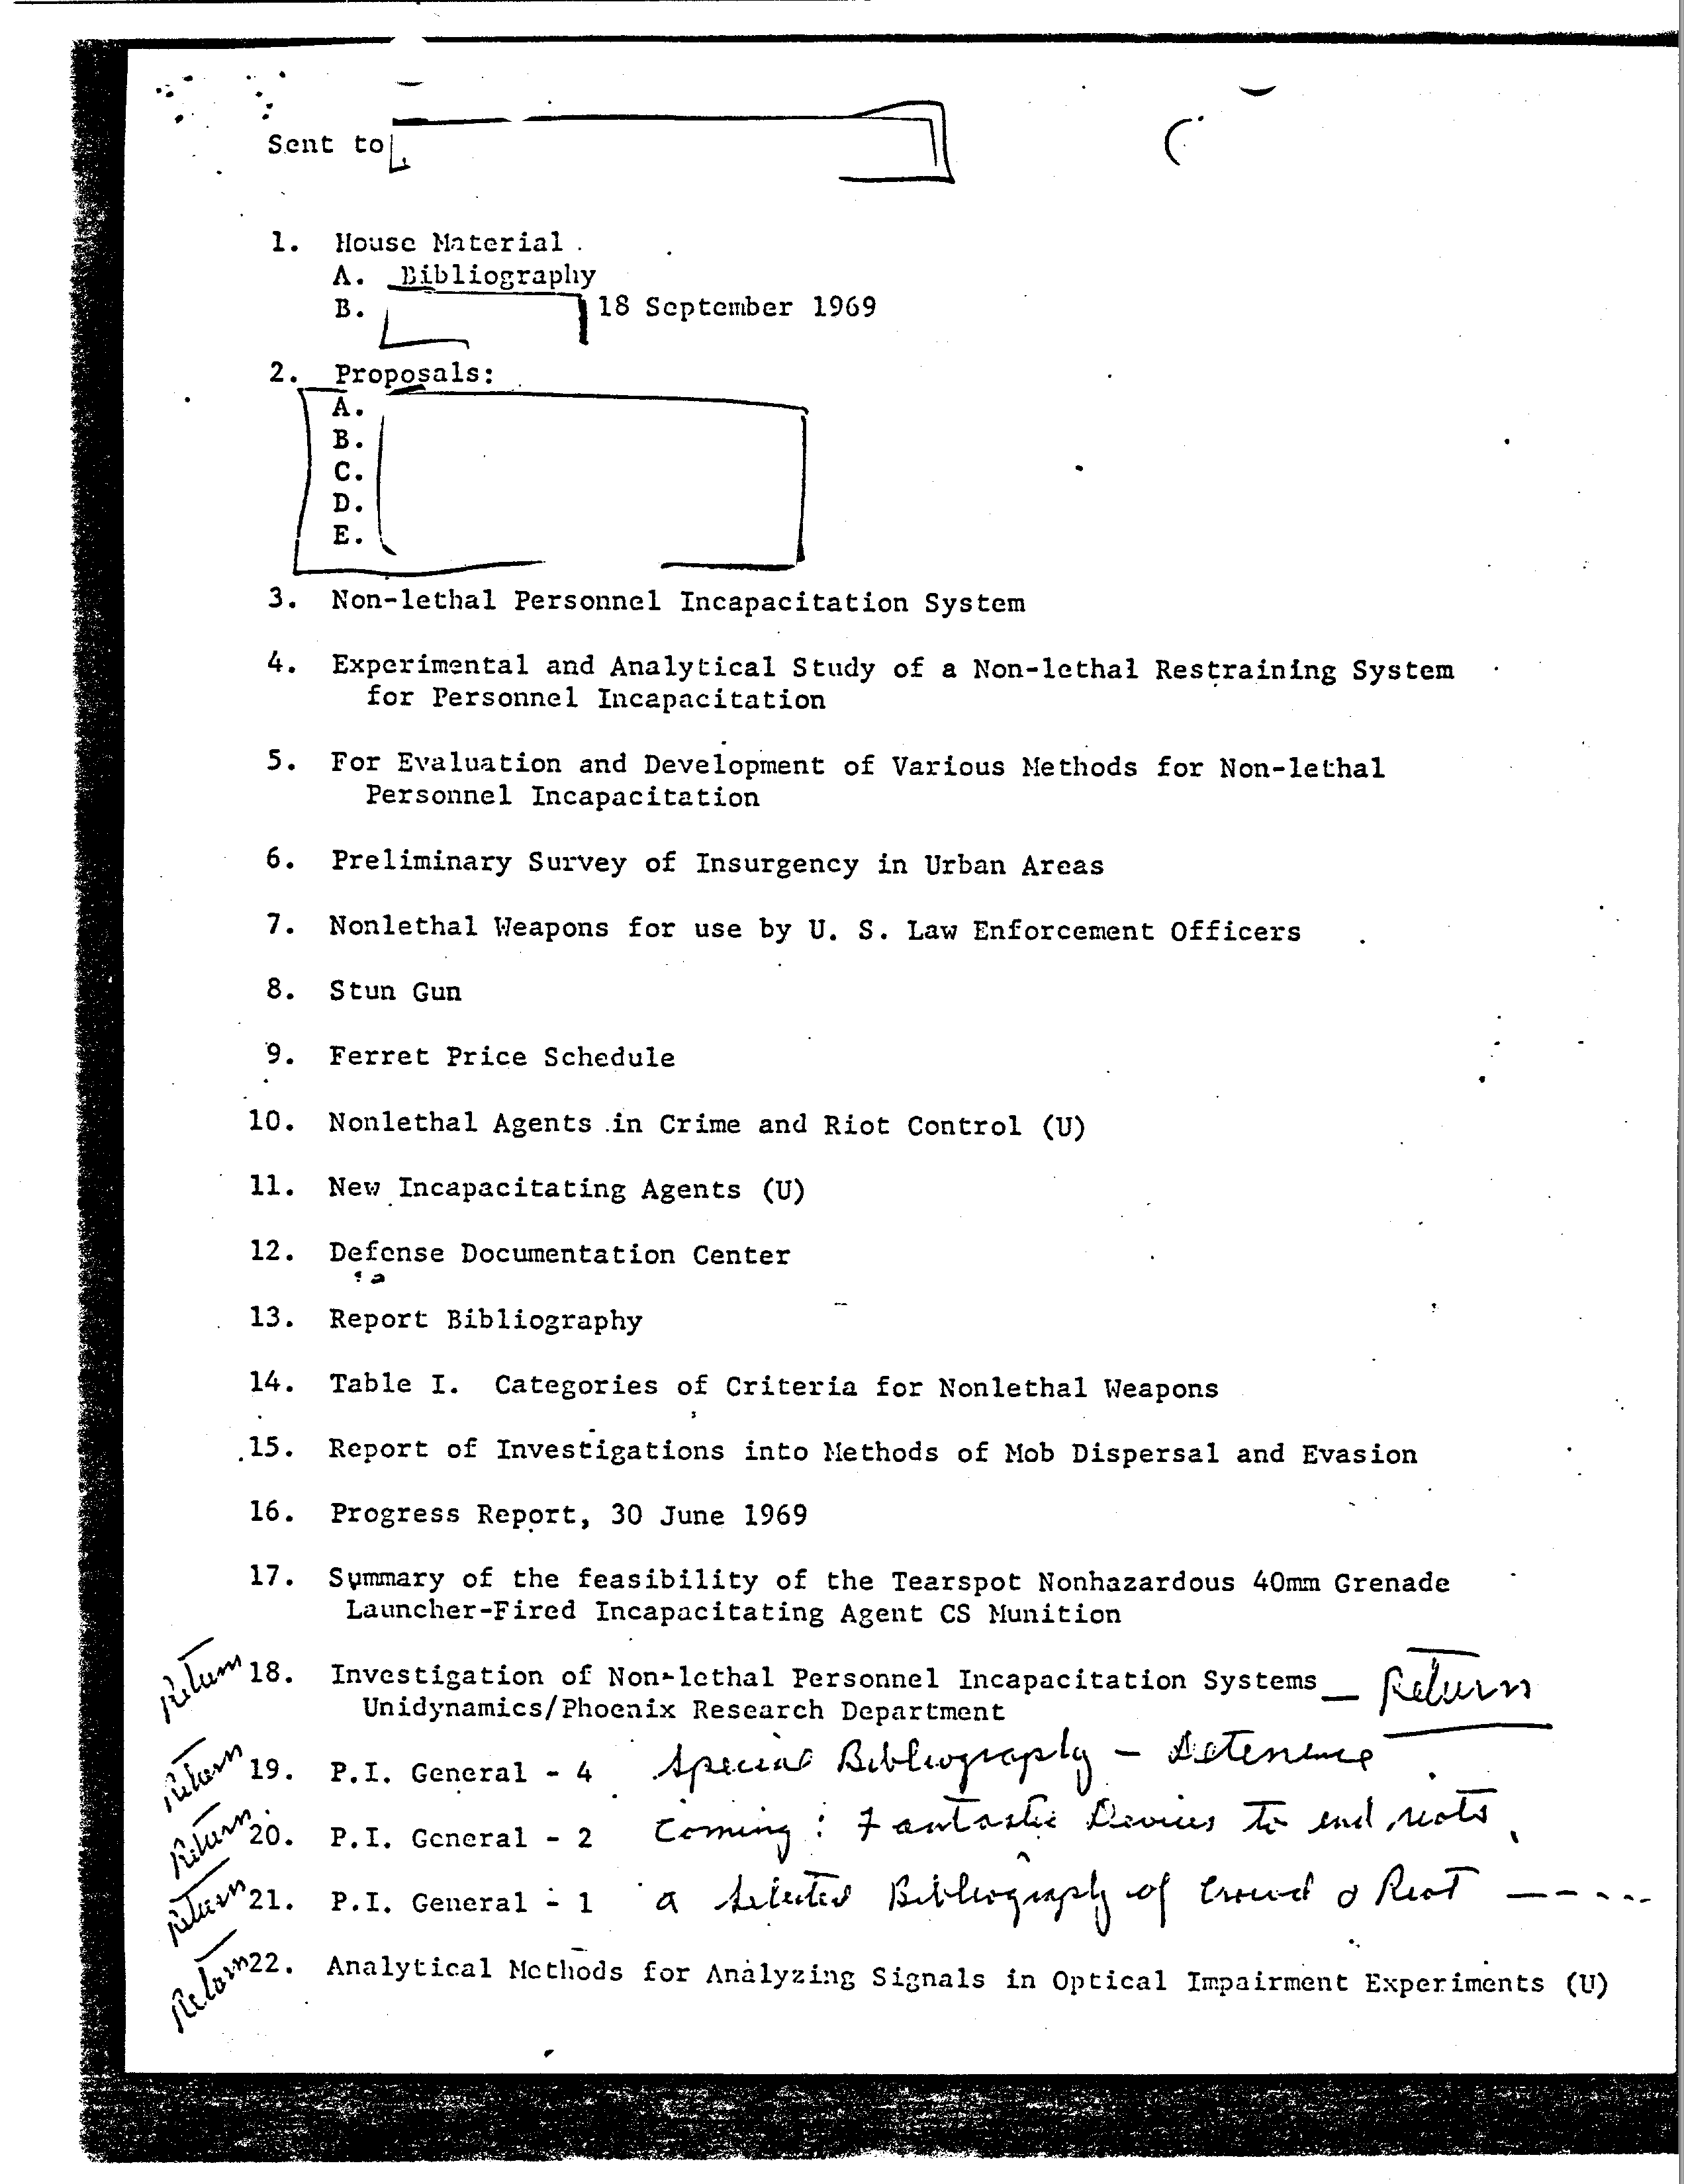 Sent to
1. House Material
A. Bibliography
B. 18 September 1969
2. Proposals:
A.
B.
C.
D.
E.
3. Non-lethal Personnel Incapacitation System
4. Experimental and Analytical Study of a Non-lethal Restraining System
for Personnel Incapacitation
5. For Evaluation and Development of Various Methods for Non-lethal
Personnel Incapacitation
6. Preliminary Survey of Insurgency in Urban Areas
7. Nonlethal Weapons for use by U. S. Law Enforcement Officers
8. Stun Gun
9. Ferret Price Schedule
10. Nonlethal Agents in Crime and Riot Control (U)
11. New Incapacitating Agents (U)
12. Defense Documentation Center
13. Report Bibliography
14. Table I. Categories of Criteria for Nonlethal Weapons
15. Report of Investigations into Methods of Mob Dispersal and Evasion
16. Progress Report, 30 June 1969
17. Summary of the feasibility of the Tearspot Nonhazardous 40mm Grenade
Launcher-Fired Incapacitating Agent CS Munition
Return 18. Investigation of Non-lethal Personnel Incapacitation Systems — Return
Unidynamics/Phoenix Research Department
Return 19. P.I. General - 4 Special Bibliography - Deterrence
Return 20. P.I. General - 2 Coming: Fantastic Devices to end riots
Return 21. P.I. General - 1 a Selected Bibliography of Crowd & Riot -----
Return 22. Analytical Methods for Analyzing Signals in Optical Impairment Experiments (U)